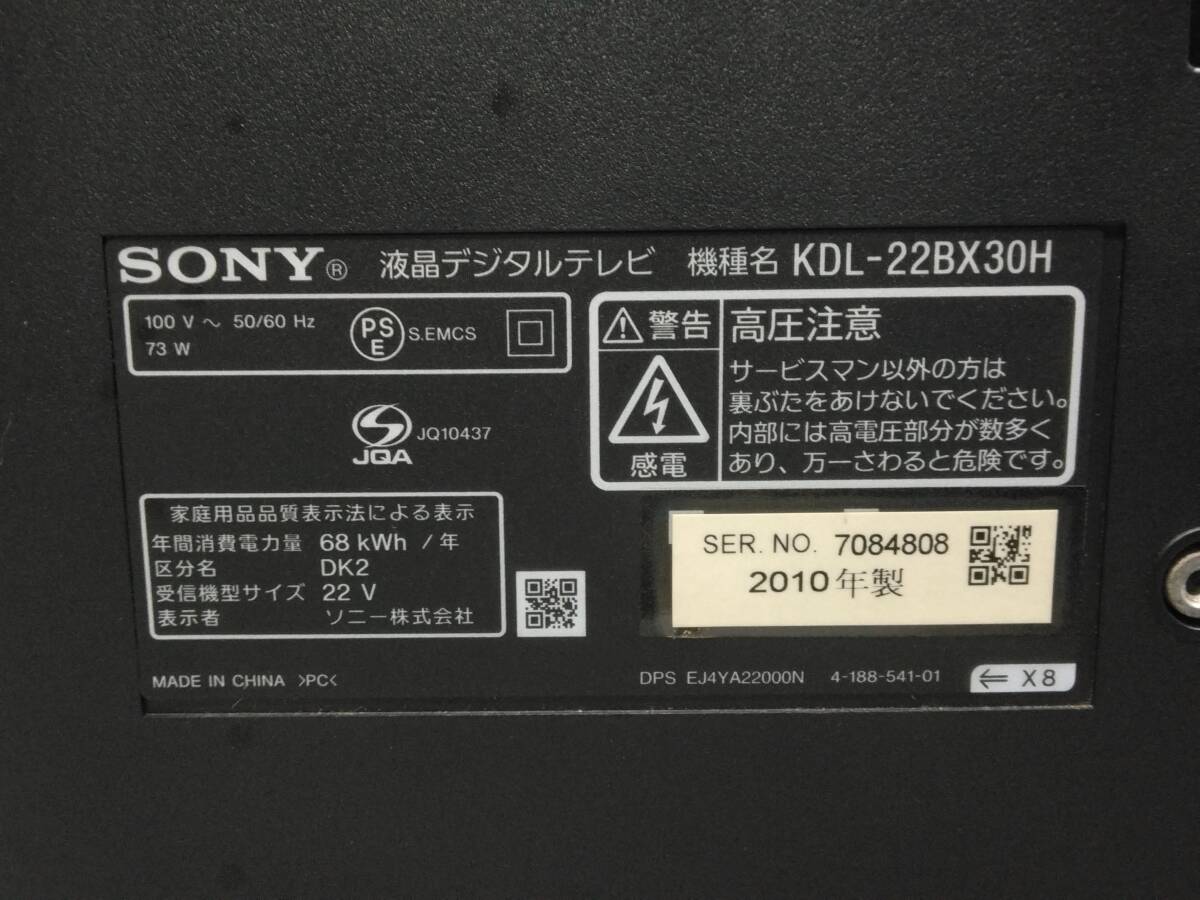 SONY® 液晶デジタルテレビ 機種名 KDL-22BX30H
100 V ～ 50/60 Hz
73 W
PS
E
S.EMCS
JQA
JQ10437
警告
感電
高圧注意
サービスマン以外の方は
裏ぶたをあけないでください。
内部には高電圧部分が数多く
あり、万一さわると危険です。
家庭用品品質表示法による表示
年間消費電力量 68 kWh / 年
区分名 DK2
受信機型サイズ 22 V
表示者 ソニー株式会社
SER. NO. 7084808
2010年製
MADE IN CHINA >PC<
DPS EJ4YA22000N 4-188-541-01 ⇐ X8